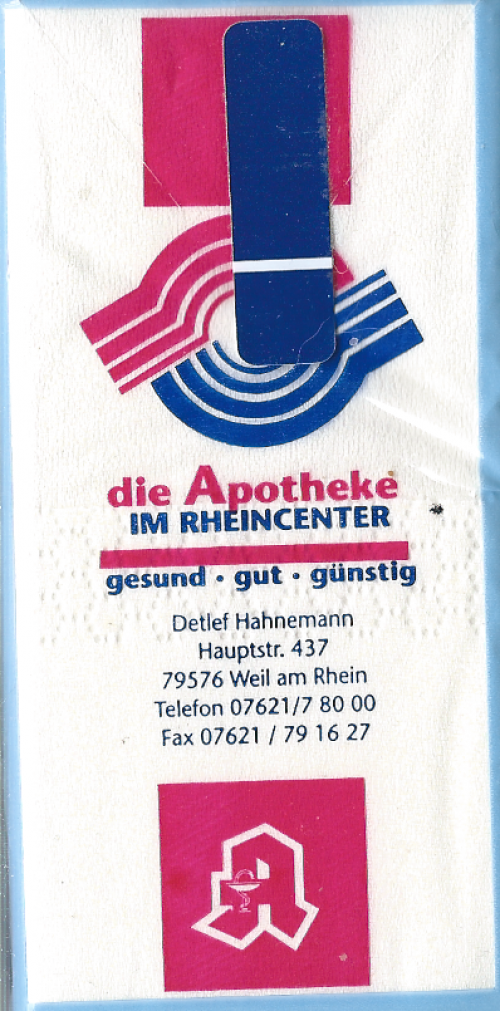 die Apotheke
IM RHEINCENTER
gesund • gut • günstig
Detlef Hahnemann
Hauptstr. 437
79576 Weil am Rhein
Telefon 07621/7 80 00
Fax 07621 / 79 16 27
A